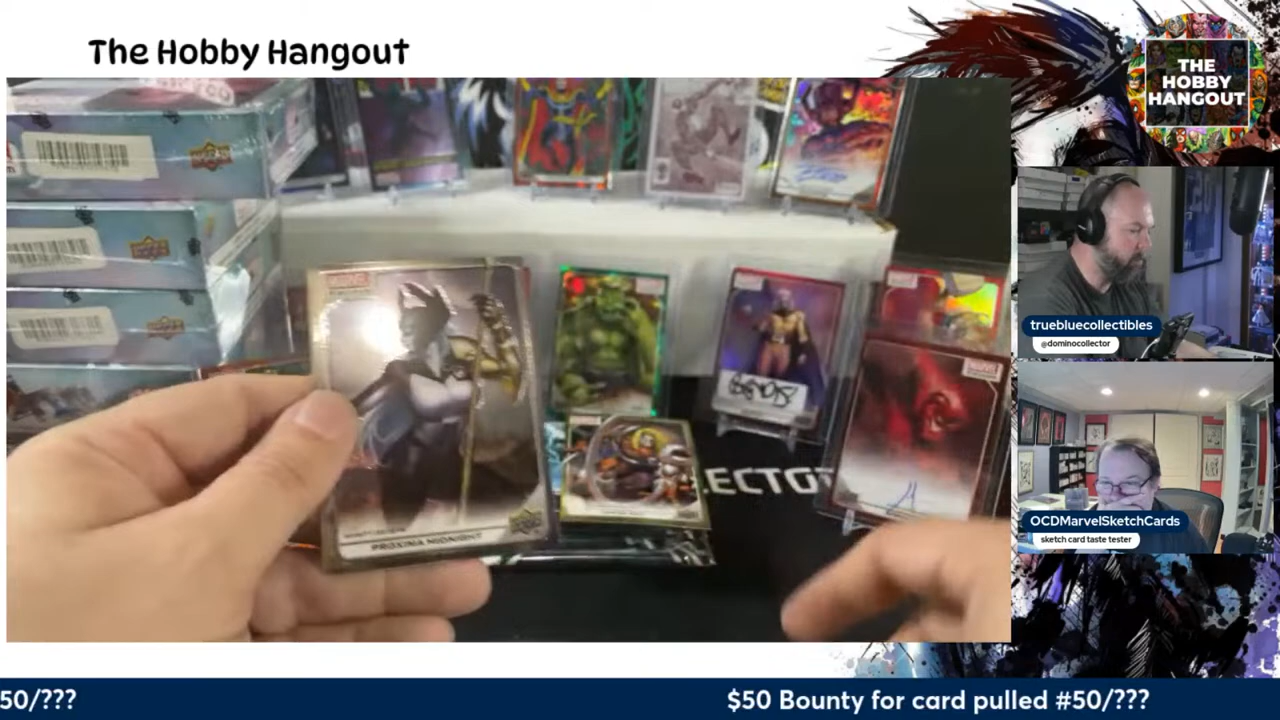 The Hobby Hangout
THE
HOBBY
HANGOUT
truebluecollectibles
@dominocollector
PROXIMA MIDNIGHT
OCDMarvelSketchCards
sketch card taste tester
50/???
$50 Bounty for card pulled #50/???